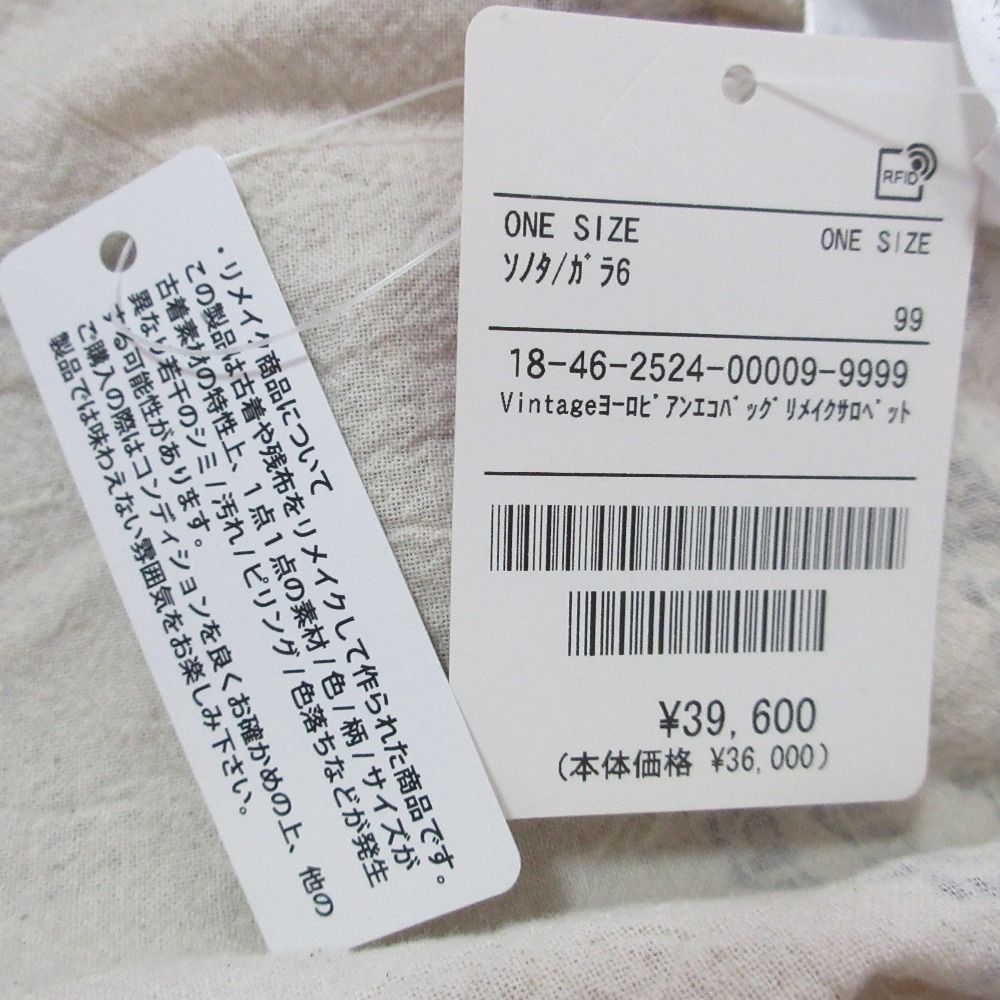 ・リメイク商品について
この製品は古着や残布をリメイクして作られた商品です。
古着素材の特性上、1点1点の素材/色/柄/サイズが
異なり若干のシミ/汚れ/ピリング/色落ちなどが発生
する可能性があります。
ご購入の際はコンディションを良くお確かめの上、他の
製品では味わえない雰囲気をお楽しみ下さい。
RFID
ONE SIZE ONE SIZE
ソノタ/ガラ6
99
18-46-2524-00009-9999
Vintageヨーロピアンエコバッグリメイクサロペット
¥39,600
(本体価格 ¥36,000)